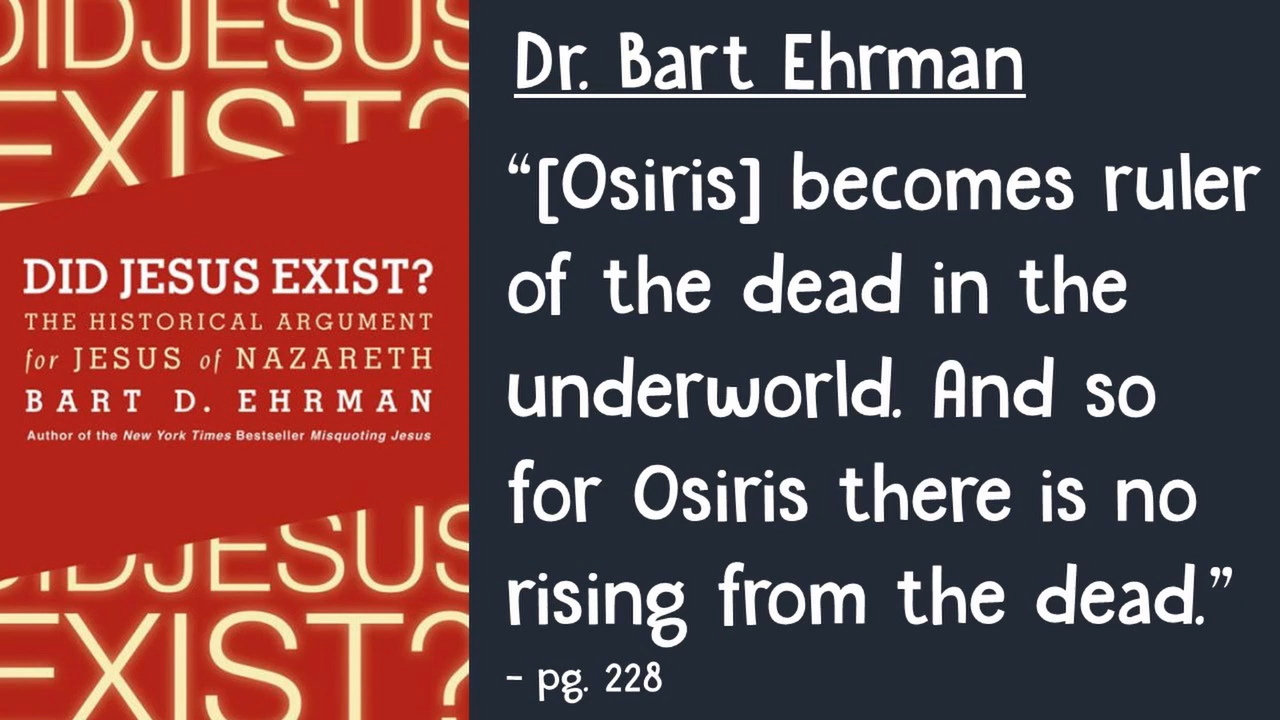 DIDJESUS
EXIST?
DID JESUS EXIST?
THE HISTORICAL ARGUMENT
for JESUS of NAZARETH
BART D. EHRMAN
Author of the New York Times Bestseller Misquoting Jesus
DIDJESUS
EXIST?
Dr. Bart Ehrman
“[Osiris] becomes ruler
of the dead in the
underworld. And so
for Osiris there is no
rising from the dead.”
- pg. 228